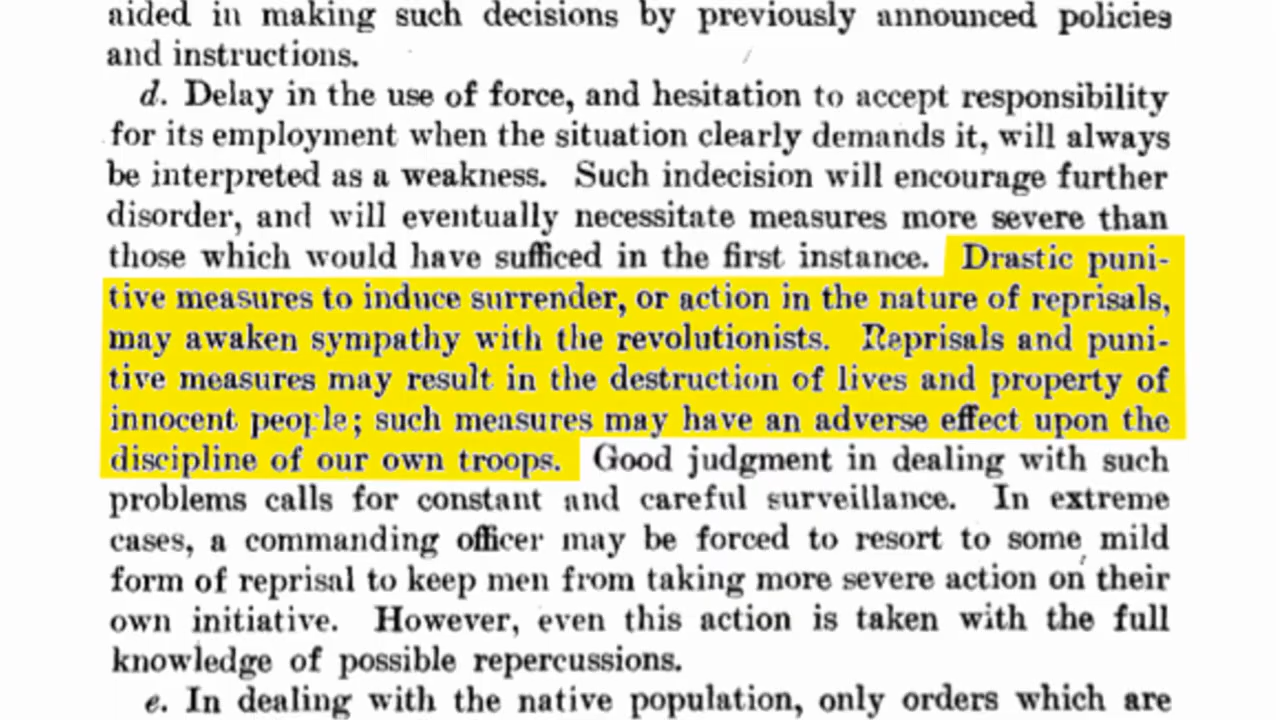 aided in making such decisions by previously announced policies
and instructions.
d. Delay in the use of force, and hesitation to accept responsibility
for its employment when the situation clearly demands it, will always
be interpreted as a weakness. Such indecision will encourage further
disorder, and will eventually necessitate measures more severe than
those which would have sufficed in the first instance. Drastic puni-
tive measures to induce surrender, or action in the nature of reprisals,
may awaken sympathy with the revolutionists. Reprisals and puni-
tive measures may result in the destruction of lives and property of
innocent people; such measures may have an adverse effect upon the
discipline of our own troops. Good judgment in dealing with such
problems calls for constant and careful surveillance. In extreme
cases, a commanding officer may be forced to resort to some mild
form of reprisal to keep men from taking more severe action on their
own initiative. However, even this action is taken with the full
knowledge of possible repercussions.
e. In dealing with the native population, only orders which are